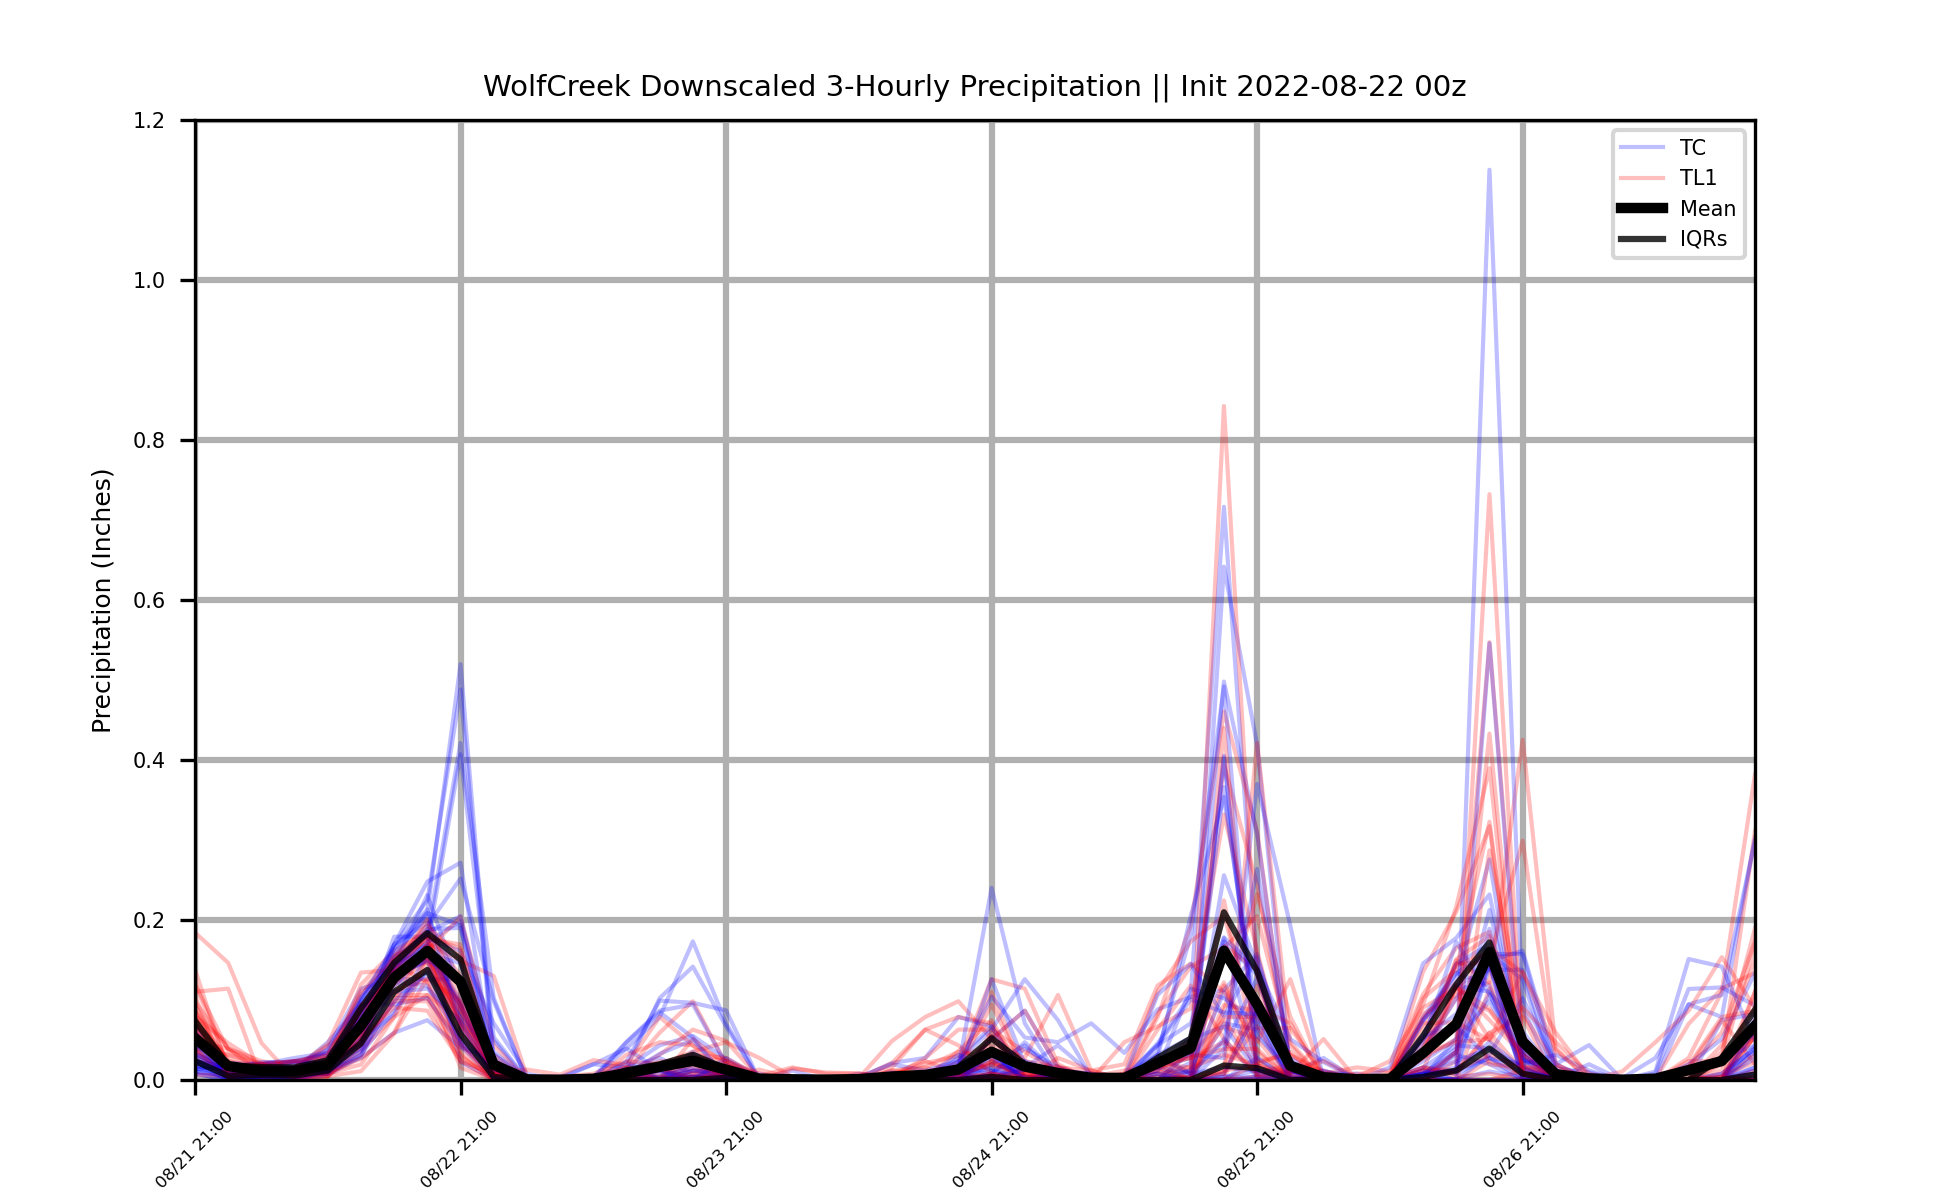 WolfCreek Downscaled 3-Hourly Precipitation || Init 2022-08-22 00z
Precipitation (Inches)
1.2
1.0
0.8
0.6
0.4
0.2
0.0
TC
TL1
Mean
IQRs
08/21 21:00
08/22 21:00
08/23 21:00
08/24 21:00
08/25 21:00
08/26 21:00